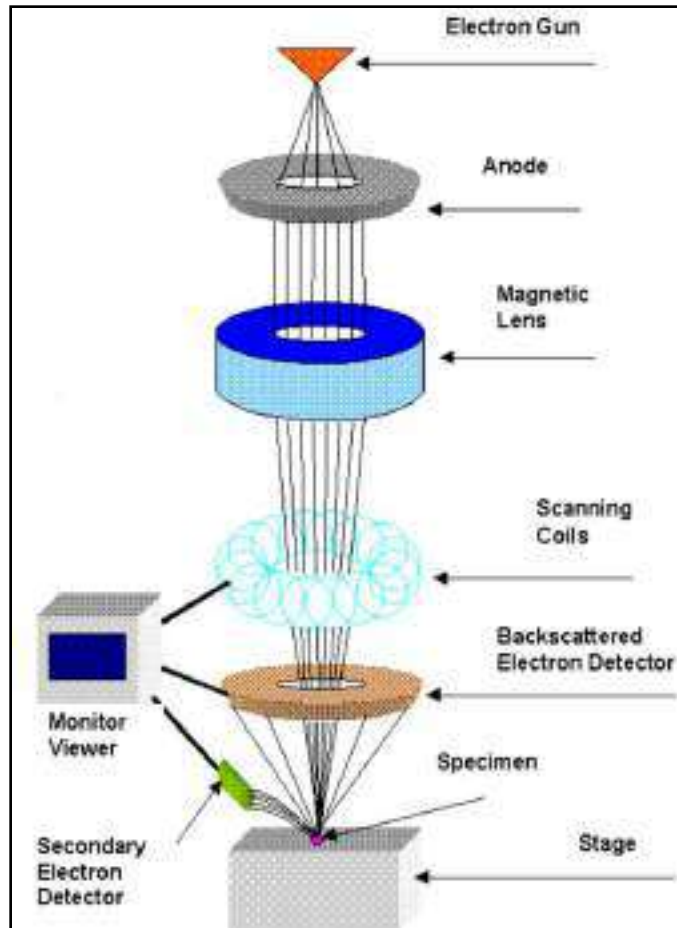 Electron Gun
Anode
Magnetic
Lens
Scanning
Coils
Backscattered
Electron Detector
Monitor
Viewer
Specimen
Secondary
Electron
Detector
Stage